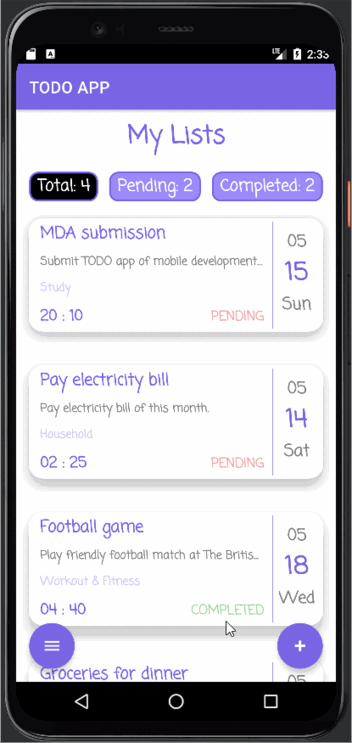 LTE 2:35
TODO APP
My Lists
Total: 4 Pending: 2 Completed: 2
MDA submission
Submit TODO app of mobile development...
Study
20 : 10 PENDING
05
15
Sun
Pay electricity bill
Pay electricity bill of this month.
Household
02 : 25 PENDING
05
14
Sat
Football game
Play friendly football match at The Britis...
Workout & Fitness
04 : 40 COMPLETED
05
18
Wed
Groceries for dinner
05